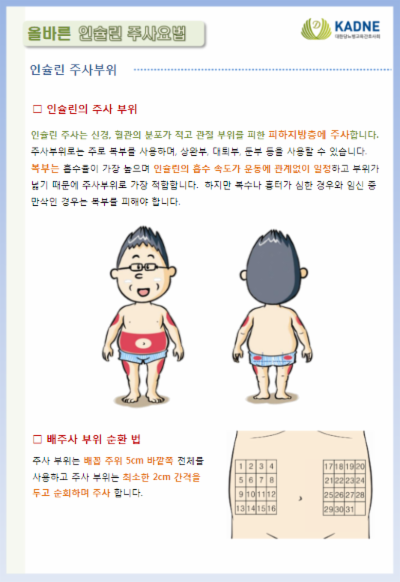 올바른 인슐린 주사요법
KADNE
대한당뇨병교육간호사회
인슐린 주사부위
□ 인슐린의 주사 부위
인슐린 주사는 신경, 혈관의 분포가 적고 관절 부위를 피한 피하지방층에 주사합니다.
주사부위로는 주로 복부를 사용하며, 상완부, 대퇴부, 둔부 등을 사용할 수 있습니다.
복부는 흡수율이 가장 높으며 인슐린의 흡수 속도가 운동에 관계없이 일정하고 부위가
넓기 때문에 주사부위로 가장 적합합니다. 하지만 복수나 흉터가 심한 경우와 임신 중
만삭인 경우는 복부를 피해야 합니다.
□ 배주사 부위 순환 법
주사 부위는 배꼽 주위 5cm 바깥쪽 전체를
사용하고 주사 부위는 최소한 2cm 간격을
두고 순회하며 주사 합니다.
1 2 3 4
5 6 7 8
9 10 11 12
13 14 15 16
17 18 19 20
21 22 23 24
25 26 27 28
29 30 31